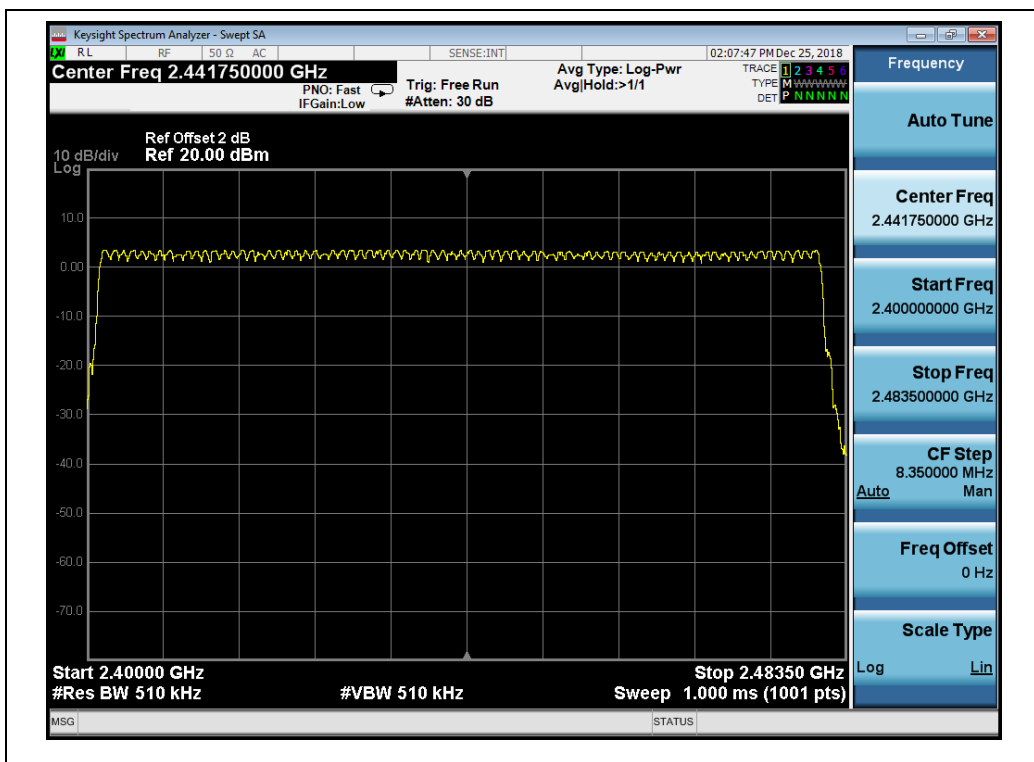 Keysight Spectrum Analyzer - Swept SA
LXI RL RF 50 Ω AC SENSE:INT 02:07:47 PM Dec 25, 2018
Center Freq 2.441750000 GHz
PNO: Fast
IFGain:Low
Trig: Free Run
#Atten: 30 dB
Avg Type: Log-Pwr
Avg|Hold:>1/1
TRACE 1 2 3 4 5 6
TYPE M WWWWW
DET P N N N N N
Ref Offset 2 dB
10 dB/div Ref 20.00 dBm
Log
10.0
0.00
-10.0
-20.0
-30.0
-40.0
-50.0
-60.0
-70.0
Start 2.40000 GHz Stop 2.48350 GHz
#Res BW 510 kHz #VBW 510 kHz Sweep 1.000 ms (1001 pts)
MSG STATUS
Frequency
Auto Tune
Center Freq
2.441750000 GHz
Start Freq
2.400000000 GHz
Stop Freq
2.483500000 GHz
CF Step
8.350000 MHz
Auto Man
Freq Offset
0 Hz
Scale Type
Log Lin